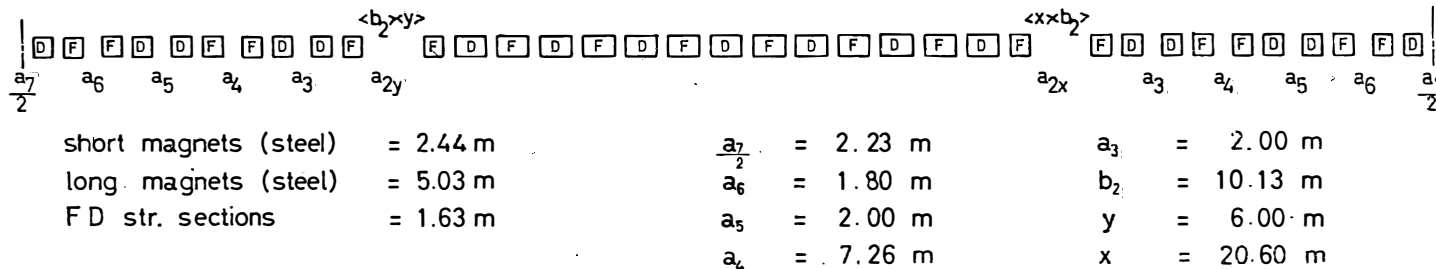 <b₂×y> <x×b₂>
D F F D D F F D D F F D F D F D F D F D F D F D F F D D F F D D F F D
a₇/2 a₆ a₅ a₄ a₃ a₂y a₂x a₃ a₄ a₅ a₆ a/2
short magnets (steel) = 2.44 m a₇/2 = 2.23 m a₃ = 2.00 m
long magnets (steel) = 5.03 m a₆ = 1.80 m b₂ = 10.13 m
F D str. sections = 1.63 m a₅ = 2.00 m y = 6.00 m
a₄ = 7.26 m x = 20.60 m